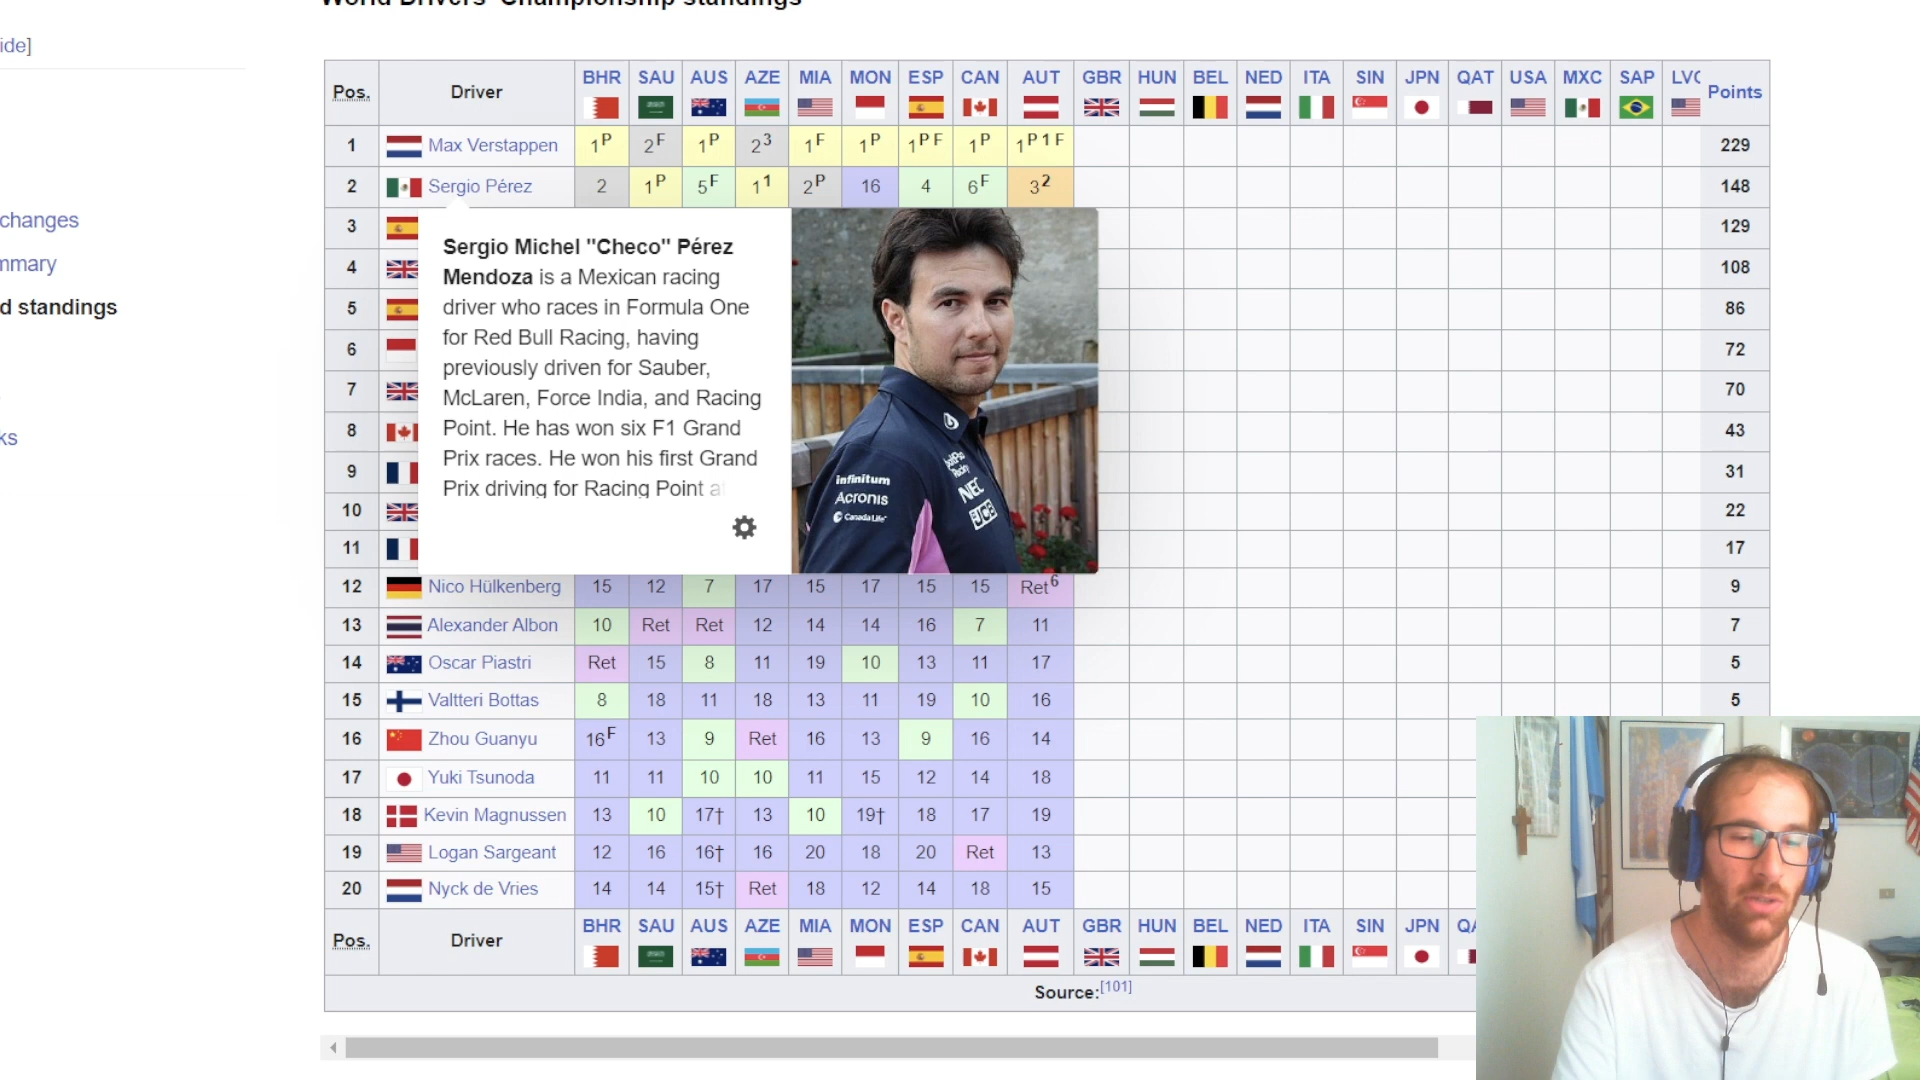 World Drivers' Championship standings
ide]
changes
mmary
d standings
ks
Pos. Driver BHR SAU AUS AZE MIA MON ESP CAN AUT GBR HUN BEL NED ITA SIN JPN QAT USA MXC SAP LVG Points
1 Max Verstappen 1P 2F 1P 23 1F 1P 1P F 1P 1P 1 F 229
2 Sergio Pérez 2 1P 5F 11 2P 16 4 6F 32 148
3 129
4 108
5 86
6 72
7 70
8 43
9 31
10 22
11 17
Sergio Michel "Checo" Pérez
Mendoza is a Mexican racing
driver who races in Formula One
for Red Bull Racing, having
previously driven for Sauber,
McLaren, Force India, and Racing
Point. He has won six F1 Grand
Prix races. He won his first Grand
Prix driving for Racing Point a
infinitum
Acronis
CanadaLife
NEC
JCB
12 Nico Hülkenberg 15 12 7 17 15 17 15 15 Ret6 9
13 Alexander Albon 10 Ret Ret 12 14 14 16 7 11 7
14 Oscar Piastri Ret 15 8 11 19 10 13 11 17 5
15 Valtteri Bottas 8 18 11 18 13 11 19 10 16 5
16 Zhou Guanyu 16F 13 9 Ret 16 13 9 16 14
17 Yuki Tsunoda 11 11 10 10 11 15 12 14 18
18 Kevin Magnussen 13 10 17† 13 10 19† 18 17 19
19 Logan Sargeant 12 16 16† 16 20 18 20 Ret 13
20 Nyck de Vries 14 14 15† Ret 18 12 14 18 15
Pos. Driver BHR SAU AUS AZE MIA MON ESP CAN AUT GBR HUN BEL NED ITA SIN JPN QA
Source:[101]